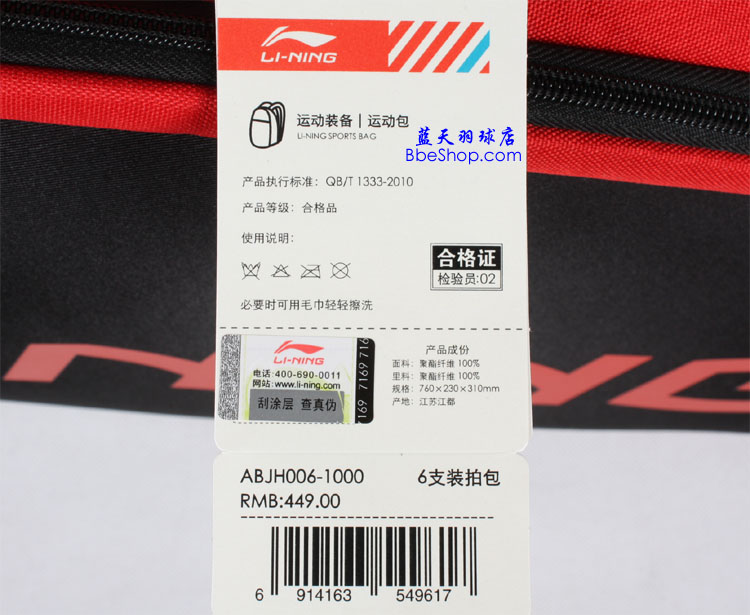 LI-NING
运动装备 | 运动包
LI-NING SPORTS BAG
蓝天羽球店
BbeShop.com
产品执行标准: QB/T 1333-2010
产品等级: 合格品
使用说明:
合格证
检验员:02
必要时可用毛巾轻轻擦洗
LI-NING
电话:400-690-0011
网站:www.li-ning.com
刮涂层 查真伪
169 7169 716
产品成份
面料: 聚酯纤维 100%
里料: 聚酯纤维 100%
规格: 760×230×310mm
产地: 江苏江都
ABJH006-1000 6支装拍包
RMB:449.00
6 914163 549617